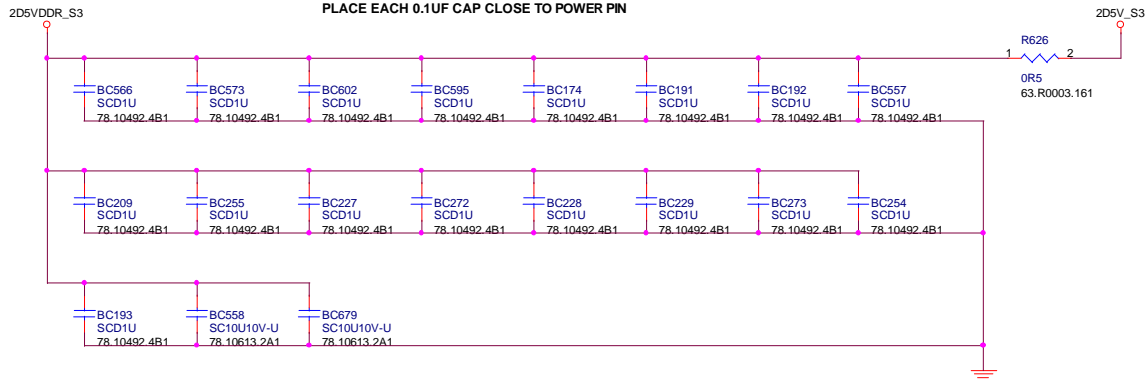 PLACE EACH 0.1UF CAP CLOSE TO POWER PIN
2D5VDDR_S3
2D5V_S3
R626
1 2
0R5
63.R0003.161
BC566 BC573 BC602 BC595 BC174 BC191 BC192 BC557
SCD1U SCD1U SCD1U SCD1U SCD1U SCD1U SCD1U SCD1U
78.10492.4B1 78.10492.4B1 78.10492.4B1 78.10492.4B1 78.10492.4B1 78.10492.4B1 78.10492.4B1 78.10492.4B1
BC209 BC255 BC227 BC272 BC228 BC229 BC273 BC254
SCD1U SCD1U SCD1U SCD1U SCD1U SCD1U SCD1U SCD1U
78.10492.4B1 78.10492.4B1 78.10492.4B1 78.10492.4B1 78.10492.4B1 78.10492.4B1 78.10492.4B1 78.10492.4B1
BC193 BC558 BC679
SCD1U SC10U10V-U SC10U10V-U
78.10492.4B1 78.10613.2A1 78.10613.2A1